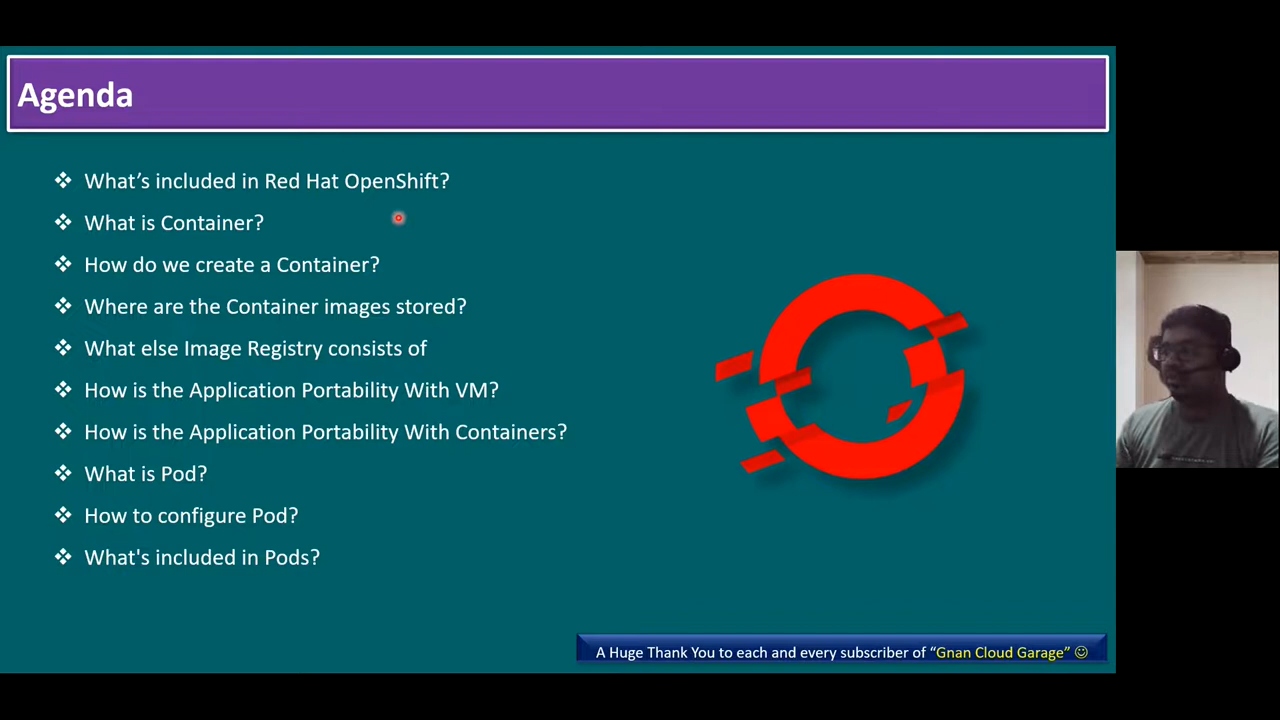 Agenda
What’s included in Red Hat OpenShift?
What is Container?
How do we create a Container?
Where are the Container images stored?
What else Image Registry consists of
How is the Application Portability With VM?
How is the Application Portability With Containers?
What is Pod?
How to configure Pod?
What's included in Pods?
A Huge Thank You to each and every subscriber of “Gnan Cloud Garage” ☺